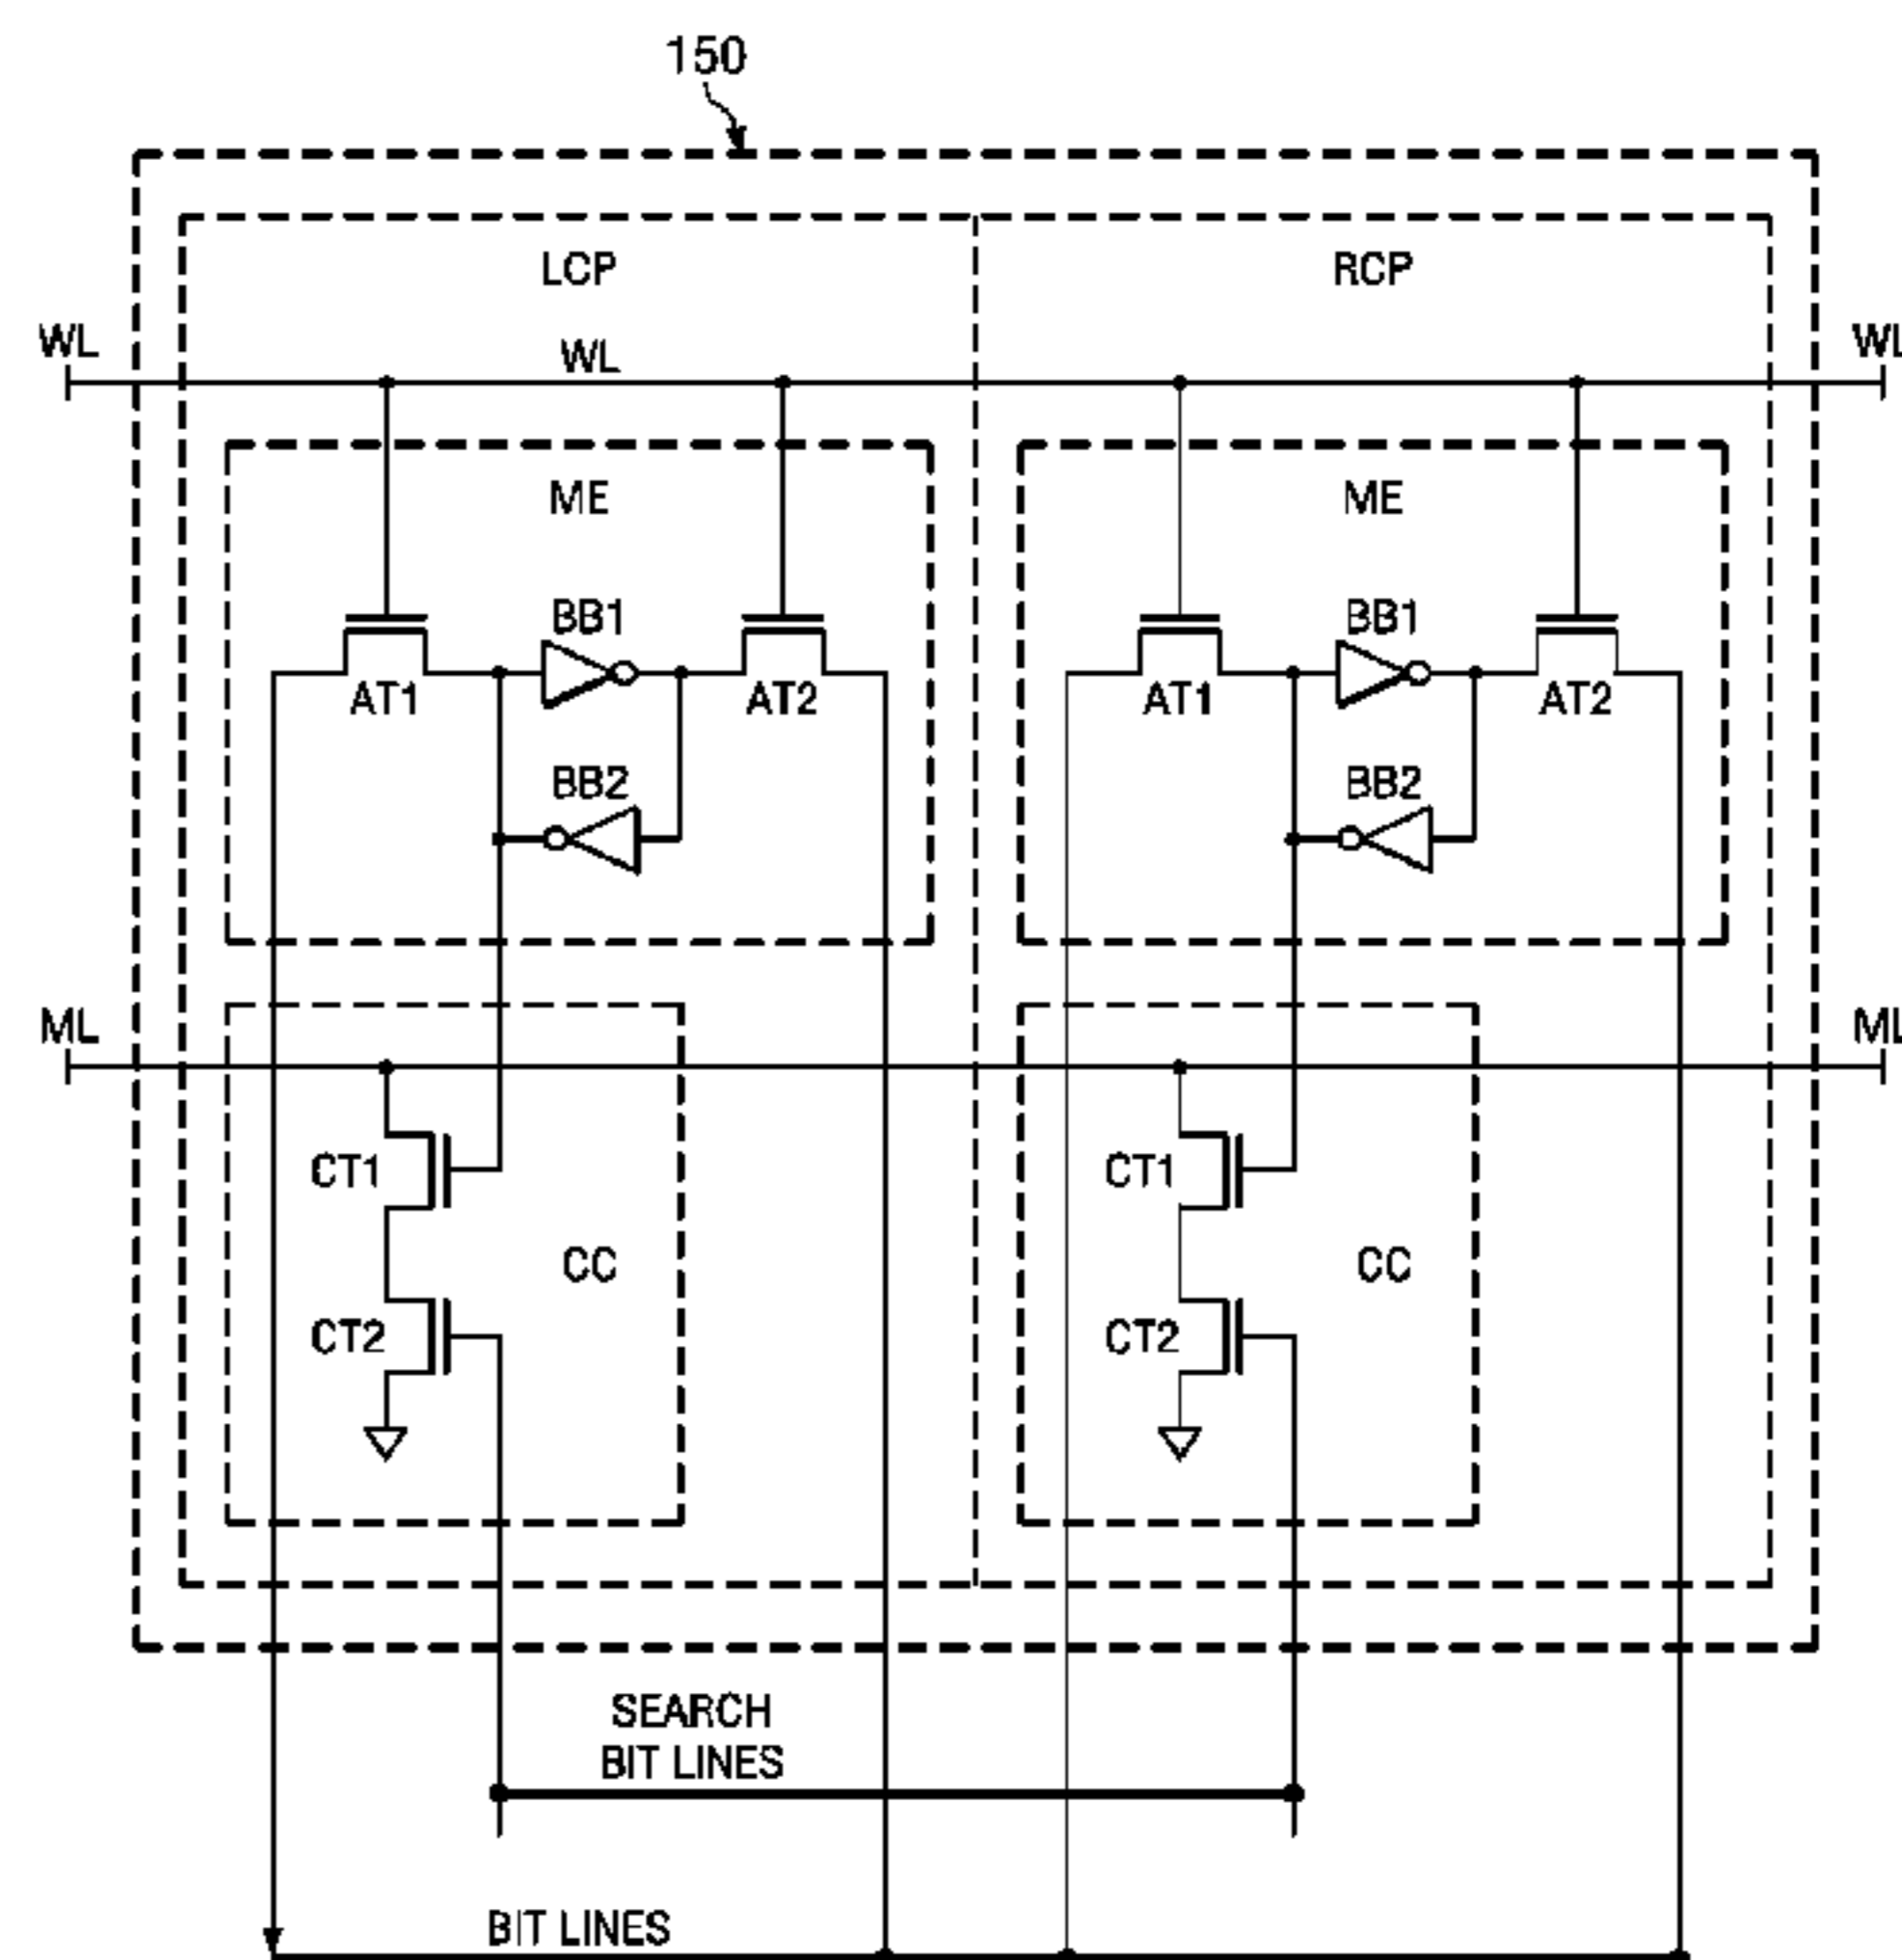 150
LCP RCP
WL WL WL
ME ME
BB1 BB1
AT1 AT2 AT1 AT2
BB2 BB2
ML ML
CT1 CT1
CC CC
CT2 CT2
SEARCH
BIT LINES
BIT LINES